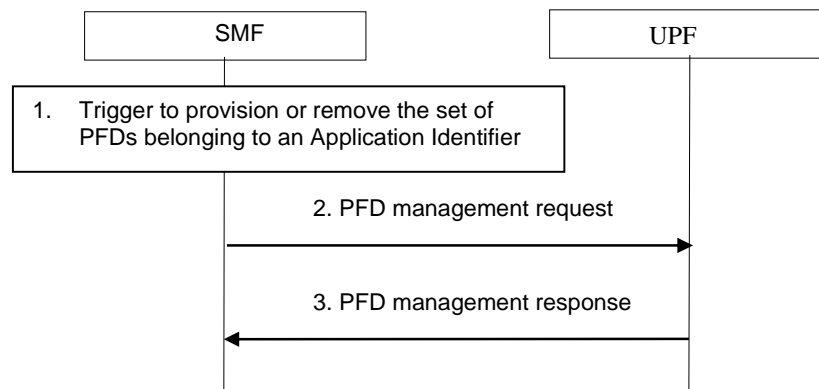 SMF
UPF
1. Trigger to provision or remove the set of
PFDs belonging to an Application Identifier
2. PFD management request
3. PFD management response